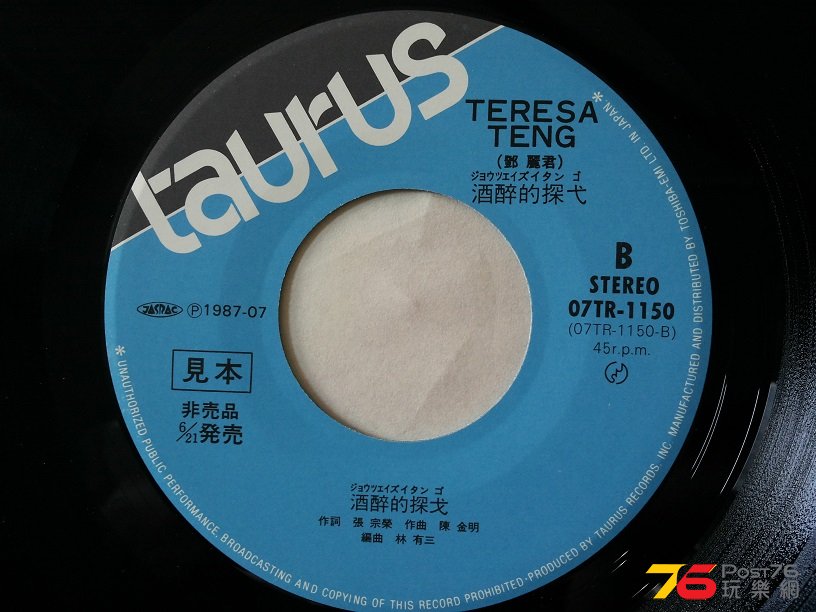 taurus
TERESA
TENG
(鄧 麗君)
ジョウツェイズイタン ゴ
酒醉的探弋
B
STEREO
07TR-1150
(07TR-1150-B)
45r.p.m.
JASRAC Ⓟ1987-07
見本
非売品
6/21発売
ジョウツェイズイタン ゴ
酒醉的探戈
作詞 張 宗榮 作曲 陳 金明
編曲 林 有三
*UNAUTHORIZED PUBLIC PERFORMANCE, BROADCASTING AND COPYING OF THIS RECORD PROHIBITED-PRODUCED BY TAURUS RECORDS, INC. MANUFACTURED AND DISTRIBUTED BY TOSHIBA-EMI LTD IN JAPAN*
76 Post76
玩樂網